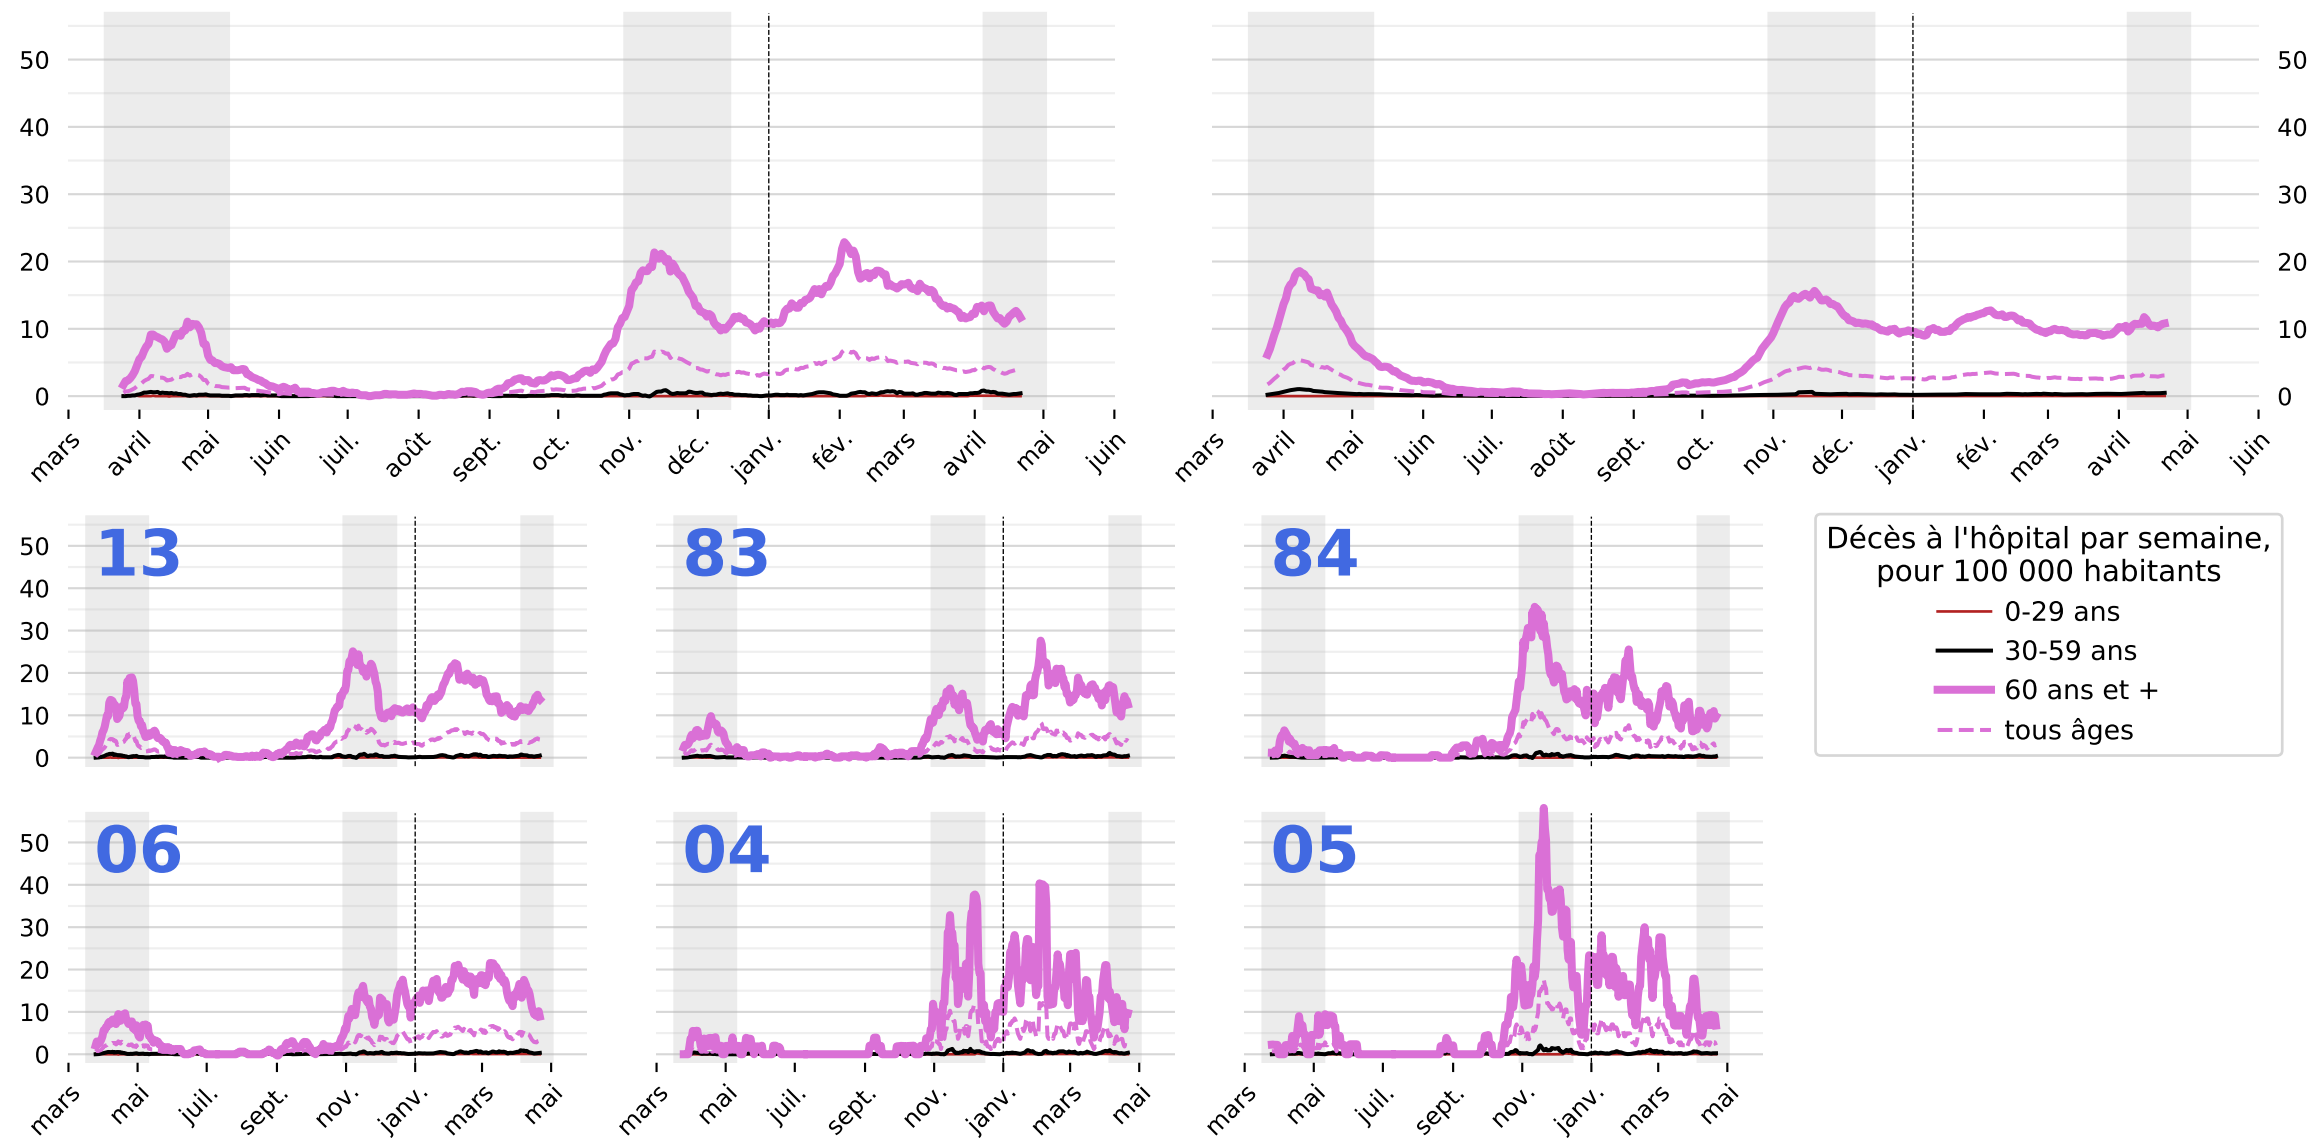 50
40
30
20
10
0
mars avril mai juin juil. août sept. oct. nov. déc. janv. fév. mars avril mai juin
50
40
30
20
10
0
mars avril mai juin juil. août sept. oct. nov. déc. janv. fév. mars avril mai juin
13
83
84
50
40
30
20
10
0
Décès à l'hôpital par semaine,
pour 100 000 habitants
0-29 ans
30-59 ans
60 ans et +
tous âges
06
04
05
50
40
30
20
10
0
mars mai juil. sept. nov. janv. mars mai
mars mai juil. sept. nov. janv. mars mai
mars mai juil. sept. nov. janv. mars mai